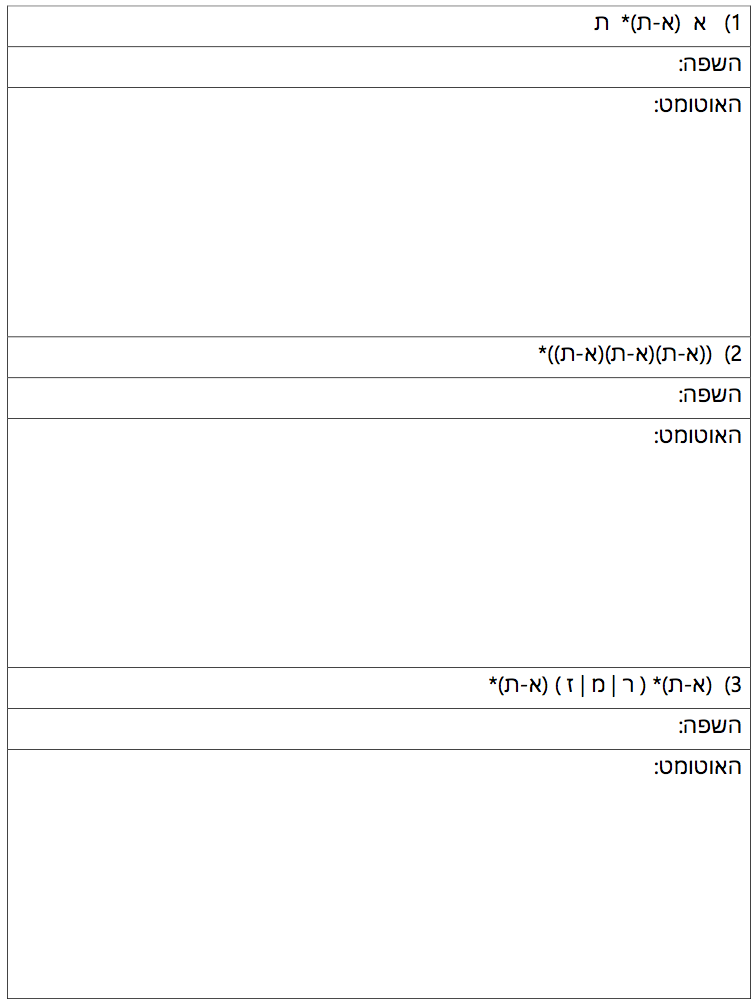 1) א (א-ת)* ת
השפה:
האוטומט:
2) ((א-ת)(א-ת)(א-ת))*
השפה:
האוטומט:
3) (א-ת)* ( ר | מ | ז ) (א-ת)*
השפה:
האוטומט: